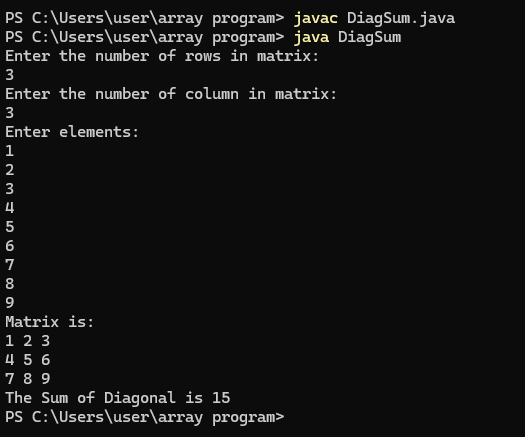 PS C:\Users\user\array program> javac DiagSum.java
PS C:\Users\user\array program> java DiagSum
Enter the number of rows in matrix:
3
Enter the number of column in matrix:
3
Enter elements:
1
2
3
4
5
6
7
8
9
Matrix is:
1 2 3
4 5 6
7 8 9
The Sum of Diagonal is 15
PS C:\Users\user\array program>